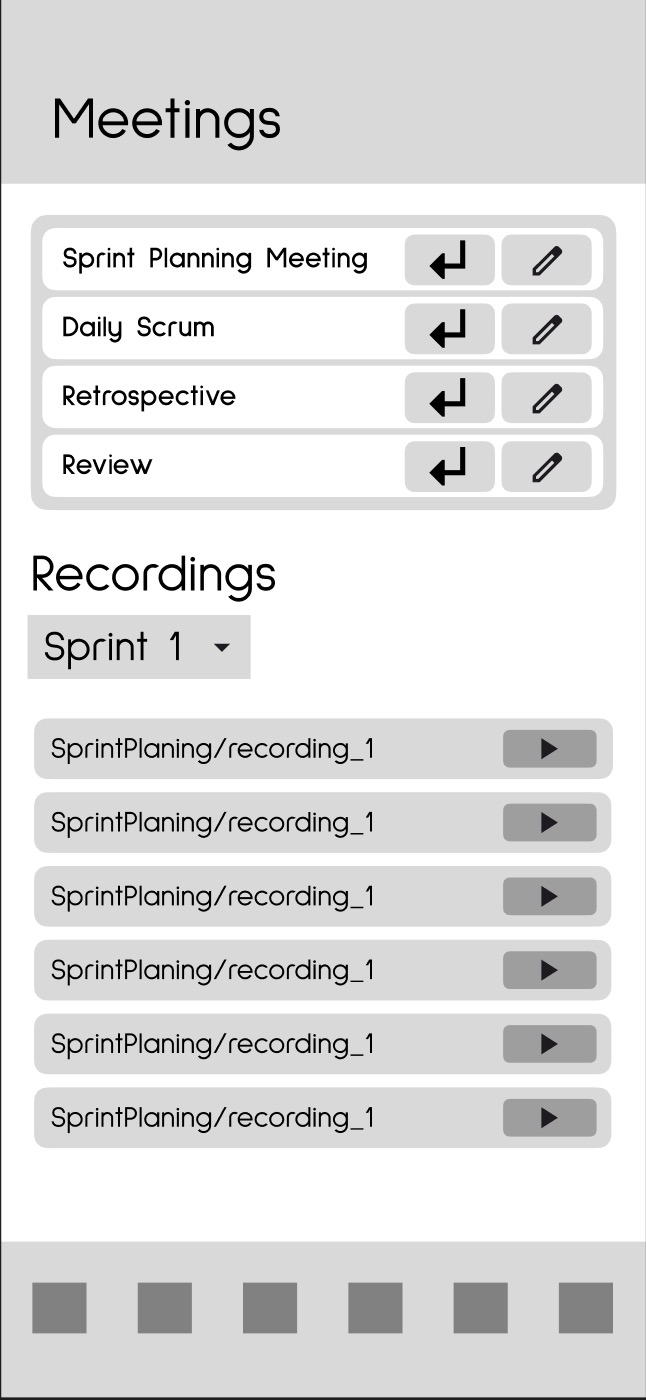 Meetings
Sprint Planning Meeting
Daily Scrum
Retrospective
Review
Recordings
Sprint 1
SprintPlaning/recording_1
SprintPlaning/recording_1
SprintPlaning/recording_1
SprintPlaning/recording_1
SprintPlaning/recording_1
SprintPlaning/recording_1